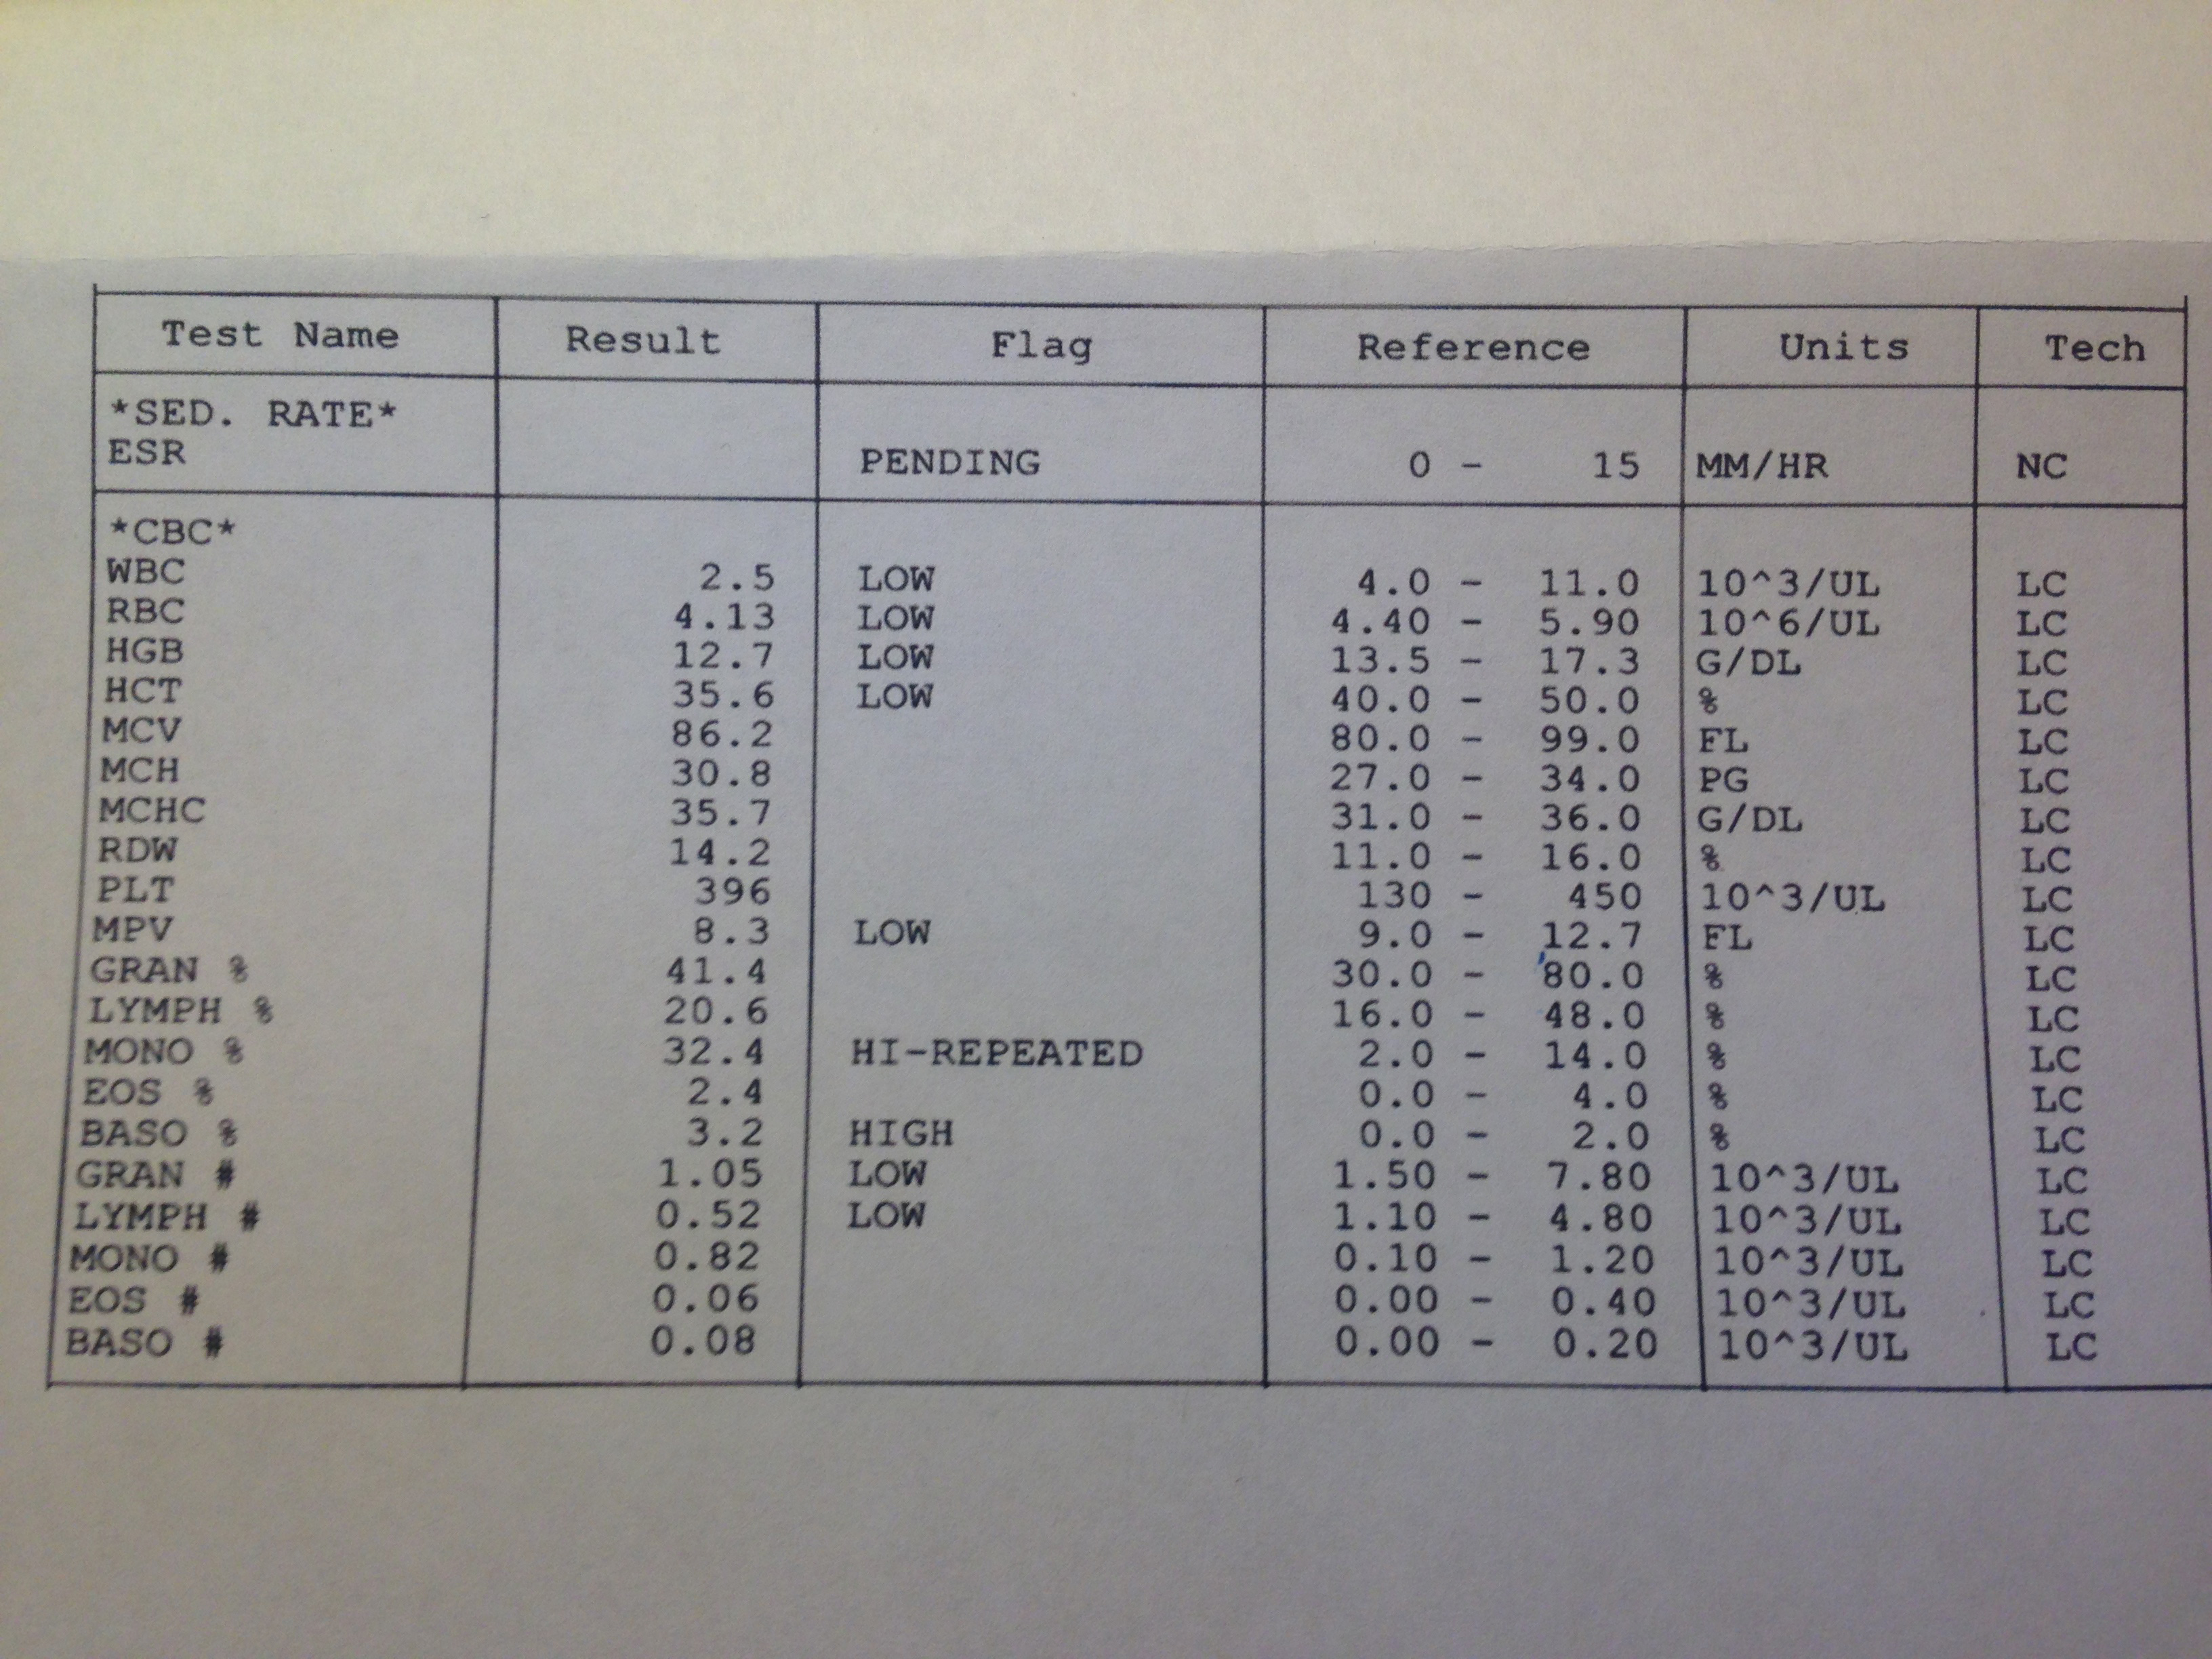 Test Name Result Flag Reference Units Tech
*SED. RATE*
ESR PENDING 0 - 15 MM/HR NC
*CBC*
WBC 2.5 LOW 4.0 - 11.0 10^3/UL LC
RBC 4.13 LOW 4.40 - 5.90 10^6/UL LC
HGB 12.7 LOW 13.5 - 17.3 G/DL LC
HCT 35.6 LOW 40.0 - 50.0 % LC
MCV 86.2 80.0 - 99.0 FL LC
MCH 30.8 27.0 - 34.0 PG LC
MCHC 35.7 31.0 - 36.0 G/DL LC
RDW 14.2 11.0 - 16.0 % LC
PLT 396 130 - 450 10^3/UL LC
MPV 8.3 LOW 9.0 - 12.7 FL LC
GRAN % 41.4 30.0 - 80.0 % LC
LYMPH % 20.6 16.0 - 48.0 % LC
MONO % 32.4 HI-REPEATED 2.0 - 14.0 % LC
EOS % 2.4 0.0 - 4.0 % LC
BASO % 3.2 HIGH 0.0 - 2.0 % LC
GRAN # 1.05 LOW 1.50 - 7.80 10^3/UL LC
LYMPH # 0.52 LOW 1.10 - 4.80 10^3/UL LC
MONO # 0.82 0.10 - 1.20 10^3/UL LC
EOS # 0.06 0.00 - 0.40 10^3/UL LC
BASO # 0.08 0.00 - 0.20 10^3/UL LC